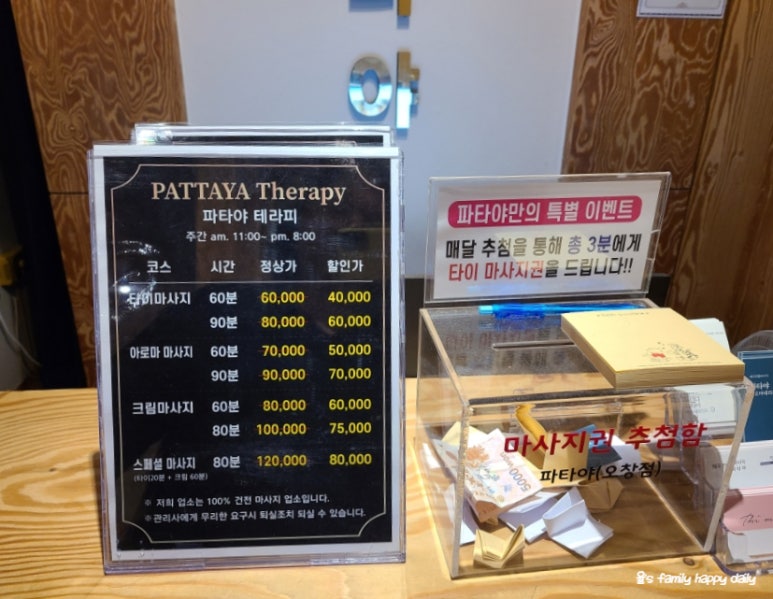 PATTAYA Therapy
파타야 테라피
주간 am. 11:00~ pm. 8:00
코스 시간 정상가 할인가
타이마사지 60분 60,000 40,000
90분 80,000 60,000
아로마 마사지 60분 70,000 50,000
90분 90,000 70,000
크림마사지 60분 80,000 60,000
80분 100,000 75,000
스페셜 마사지 80분 120,000 80,000
(타이20분 + 크림 60분)
※ 저희 업소는 100% 건전 마사지 업소입니다.
※관리사에게 무리한 요구시 퇴실조치 되실 수 있습니다.
파타야만의 특별 이벤트
매달 추첨을 통해 총 3분에게
타이 마사지권을 드립니다!!
마사지권 추첨함
파타야(오창점)
5000
율's family happy daily